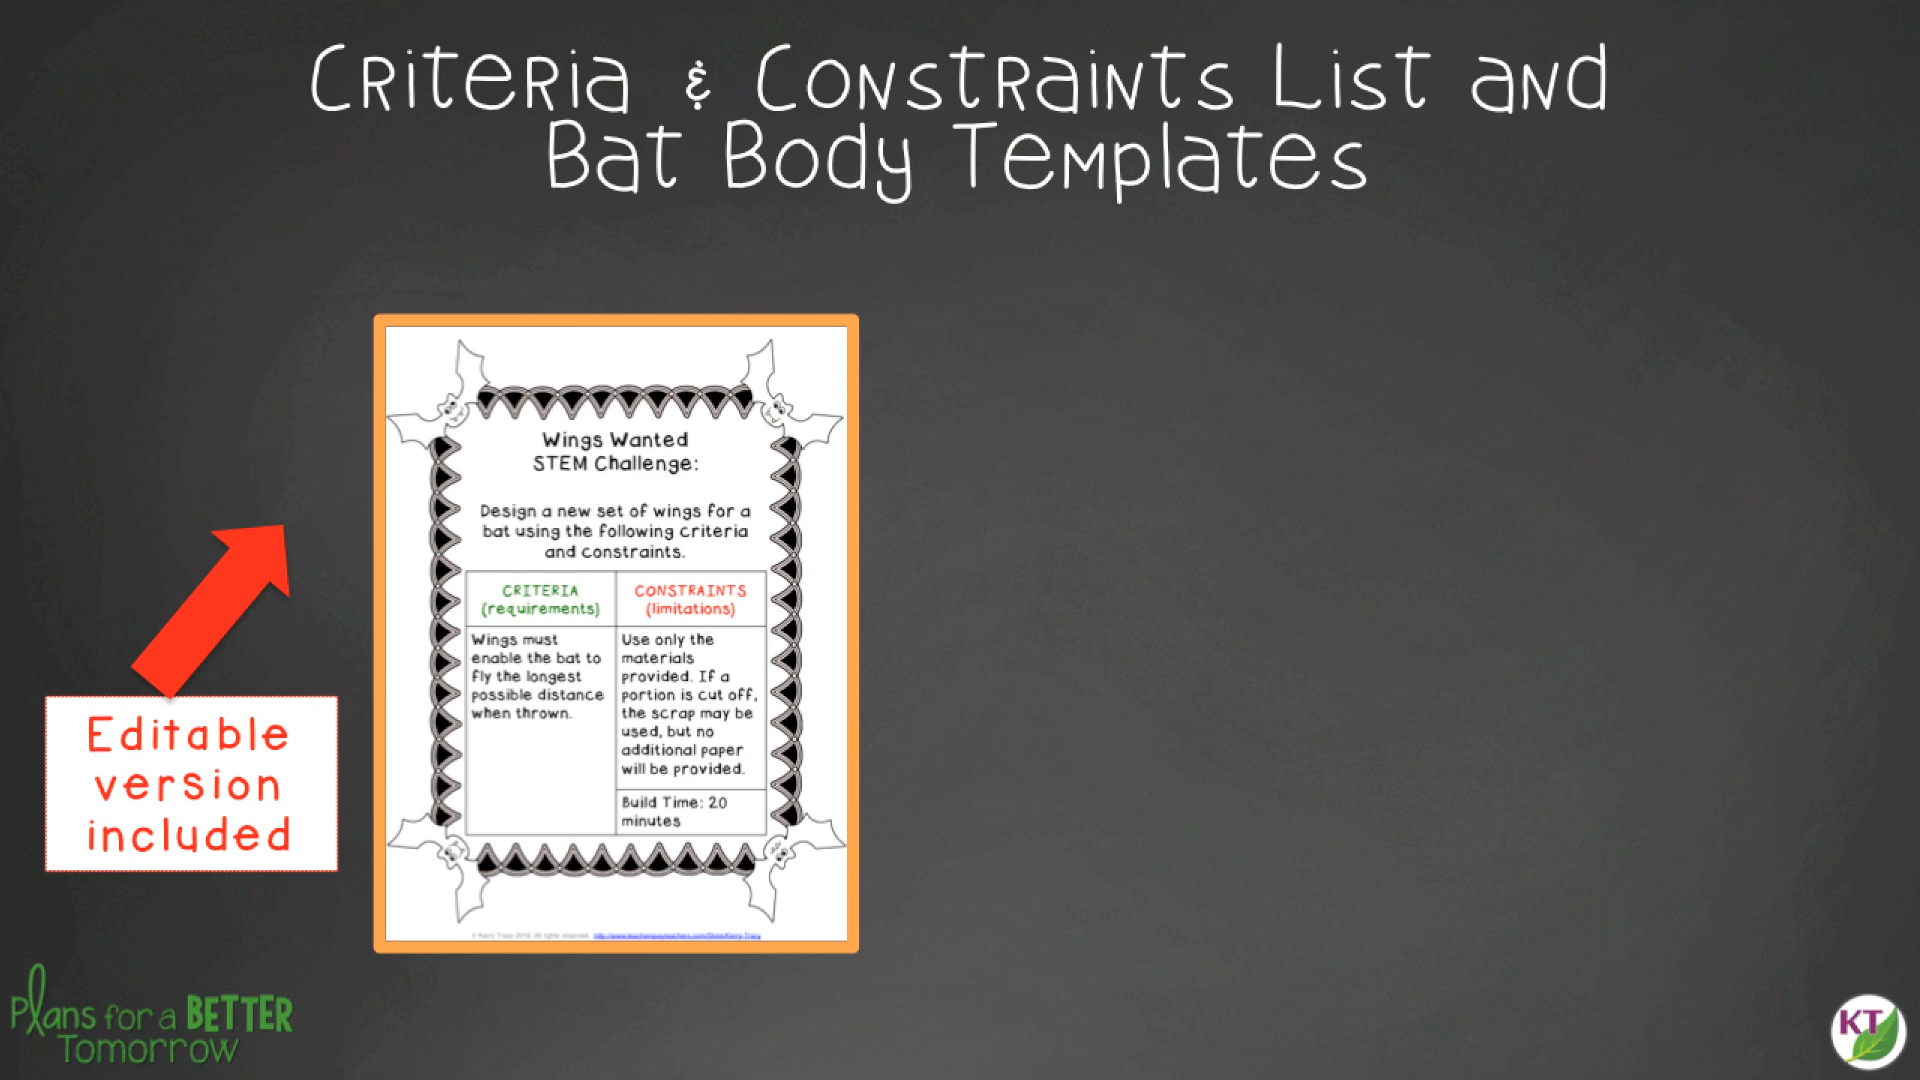 Criteria & Constraints List and
Bat Body Templates
Wings Wanted
STEM Challenge:
Design a new set of wings for a
bat using the following criteria
and constraints.
CRITERIA
(requirements)
CONSTRAINTS
(limitations)
Wings must
enable the bat to
fly the longest
possible distance
when thrown.
Use only the
materials
provided. If a
portion is cut off,
the scrap may be
used, but no
additional paper
will be provided.
Build Time: 20
minutes
Editable
version
included
Plans for a BETTER
Tomorrow
KT